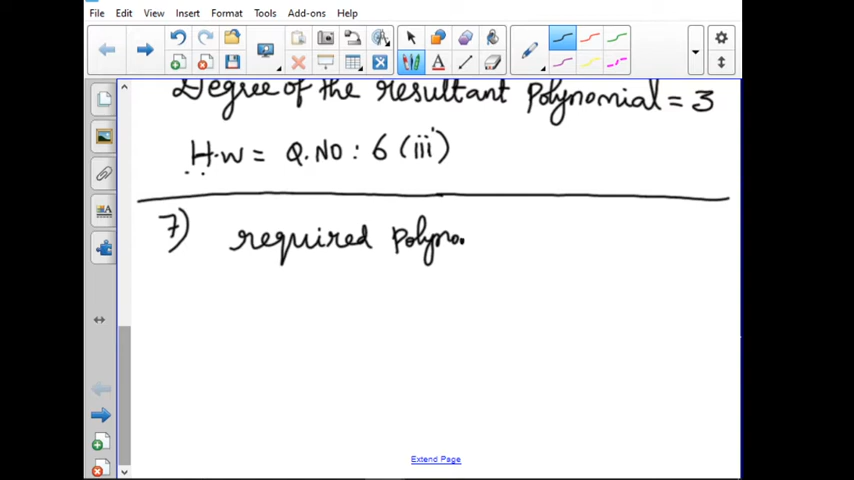 File Edit View Insert Format Tools Add-ons Help
Degree of the resultant Polynomial = 3
H.W = Q.NO : 6 (iii)
7) required Polyno
Extend Page